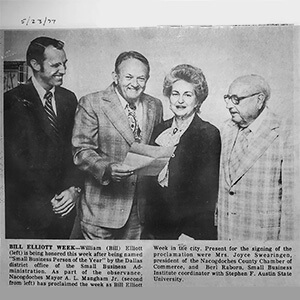 5/23/77
BILL ELLIOTT WEEK—William (Bill) Elliott
(left) is being honored this week after being named
"Small Business Person of the Year" by the Dallas
district office of the Small Business Ad-
ministration. As part of the observance,
Nacogdoches Mayor A. L. Mangham Jr. (second
from left) has proclaimed the week as Bill Elliott
Week in the city. Present for the signing of the
proclamation were Mrs. Joyce Swearingen,
president of the Nacogdoches County Chamber of
Commerce, and Berl Rabors, Small Business
Institute coordinator with Stephen F. Austin State
University.